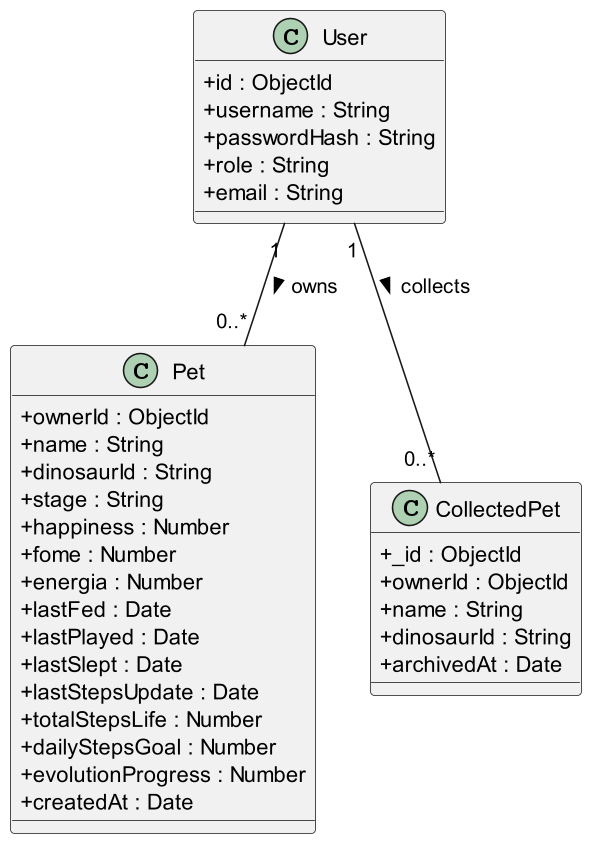 C User
+id : ObjectId
+username : String
+passwordHash : String
+role : String
+email : String
1
1
owns
collects
0..*
C Pet
+ownerId : ObjectId
+name : String
+dinosaurId : String
+stage : String
+happiness : Number
+fome : Number
+energia : Number
+lastFed : Date
+lastPlayed : Date
+lastSlept : Date
+lastStepsUpdate : Date
+totalStepsLife : Number
+dailyStepsGoal : Number
+evolutionProgress : Number
+createdAt : Date
0..*
C CollectedPet
+_id : ObjectId
+ownerId : ObjectId
+name : String
+dinosaurId : String
+archivedAt : Date